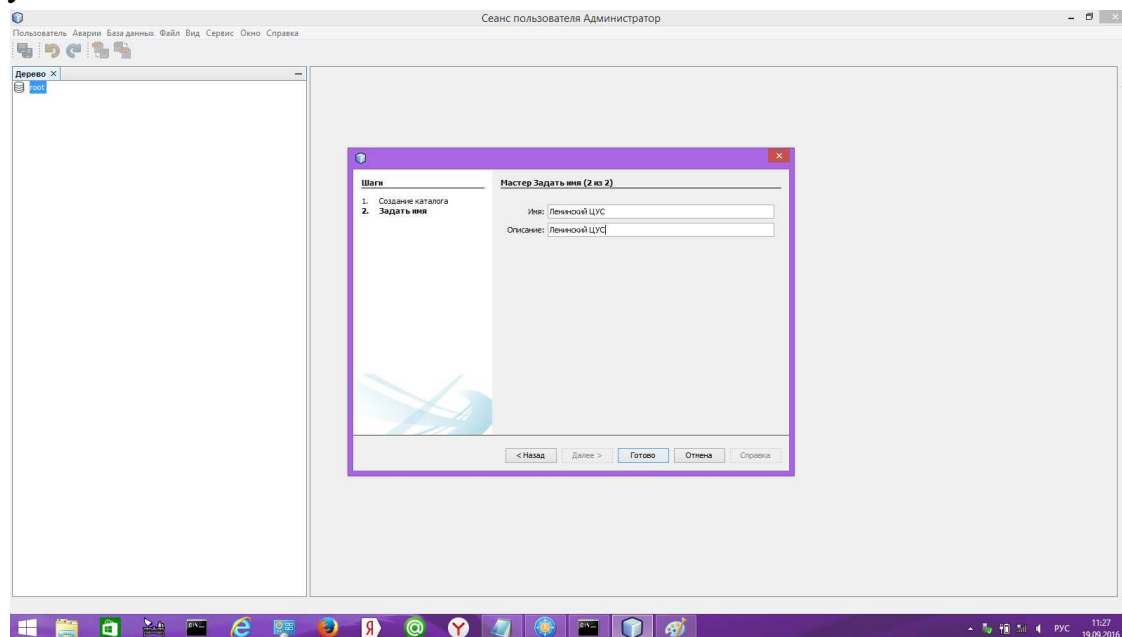 Сеанс пользователя Администратор
Пользователь Аварии База данных Файл Вид Сервис Окно Справка
Дерево
root
Шаги
1. Создание каталога
2. Задать имя
Мастер Задать имя (2 из 2)
Имя: Ленинский ЦУС
Описание: Ленинский ЦУС
< Назад Далее > Готово Отмена Справка
РУС
11:27
19.09.2016